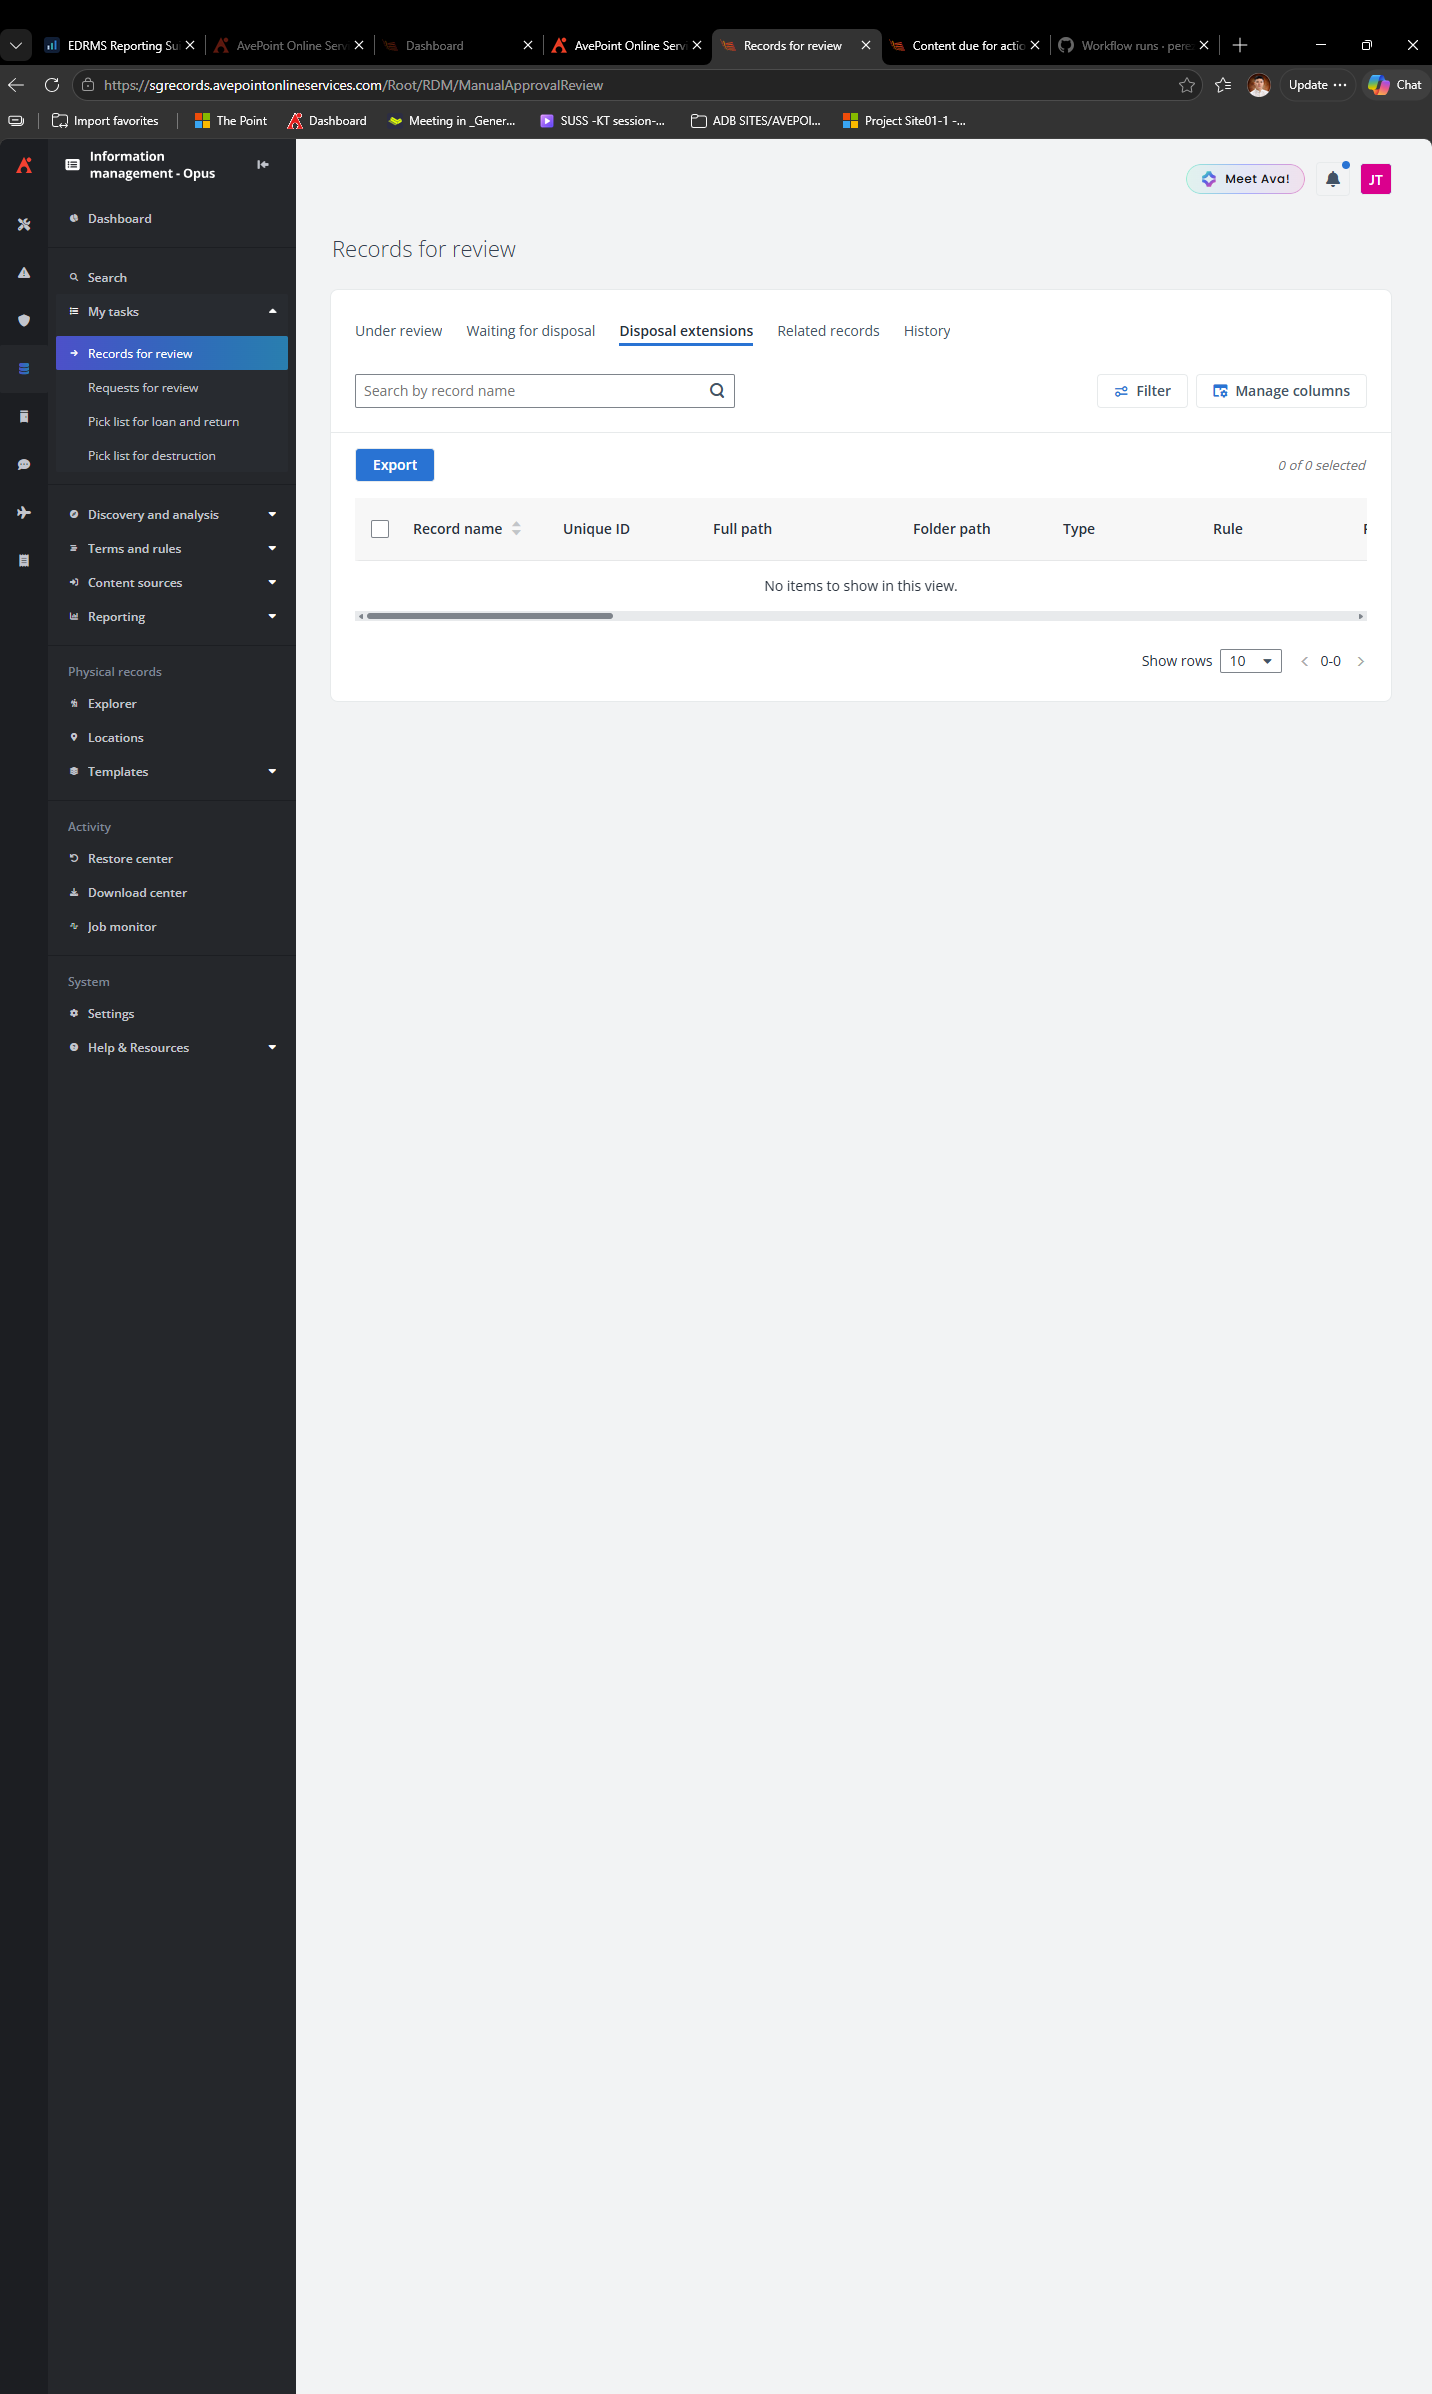 EDRMS Reporting Su
AvePoint Online Servi
Dashboard
AvePoint Online Servi
Records for review
Content due for actio
Workflow runs · pere
https://sgrecords.avepointonlineservices.com/Root/RDM/ManualApprovalReview
Update
Chat
Import favorites
The Point
Dashboard
Meeting in _Gener...
SUSS -KT session-...
ADB SITES/AVEPOI...
Project Site01-1 -...
Information
management - Opus
Dashboard
Search
My tasks
Records for review
Requests for review
Pick list for loan and return
Pick list for destruction
Discovery and analysis
Terms and rules
Content sources
Reporting
Physical records
Explorer
Locations
Templates
Activity
Restore center
Download center
Job monitor
System
Settings
Help & Resources
Meet Ava!
JT
Records for review
Under review
Waiting for disposal
Disposal extensions
Related records
History
Search by record name
Filter
Manage columns
Export
0 of 0 selected
Record name
Unique ID
Full path
Folder path
Type
Rule
No items to show in this view.
Show rows
10
0-0